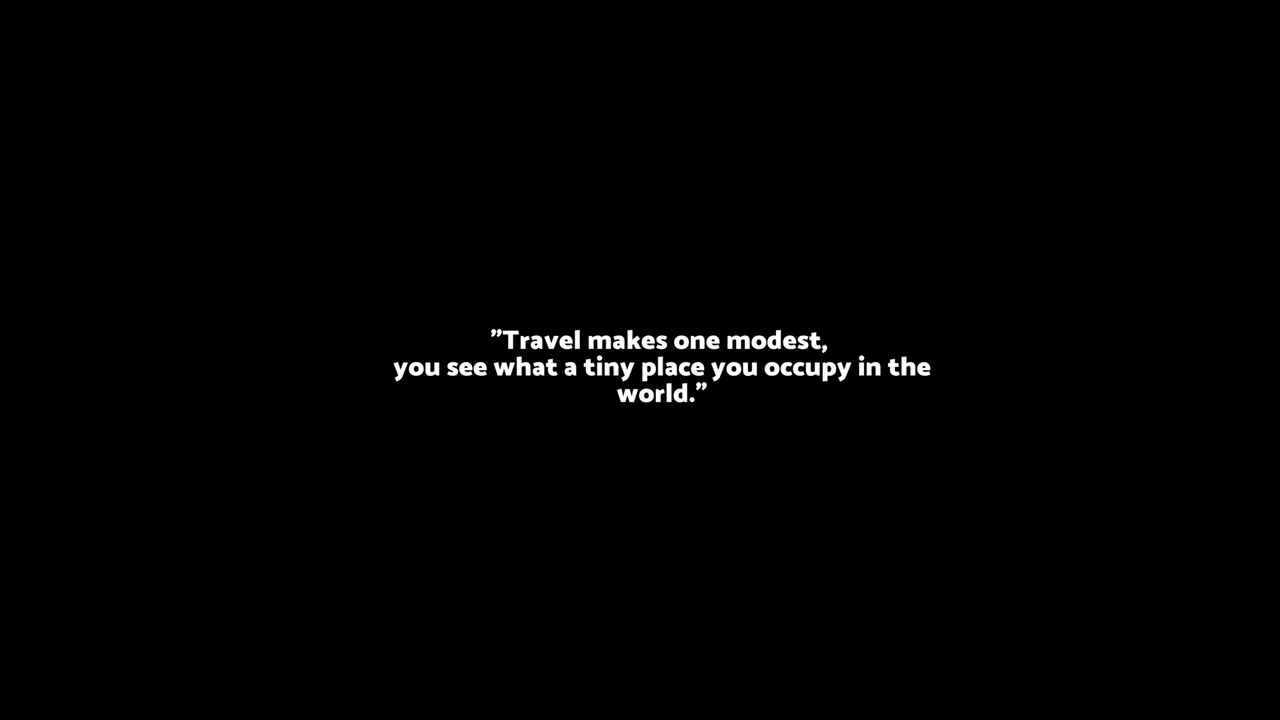 ”Travel makes one modest,
you see what a tiny place you occupy in the
world.”